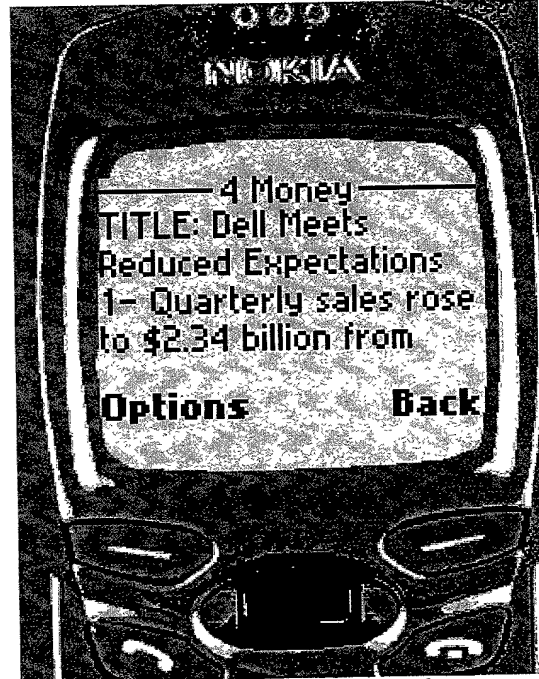 NOKIA
4 Money
TITLE: Dell Meets
Reduced Expectations
1- Quarterly sales rose
to $2.34 billion from
Options Back